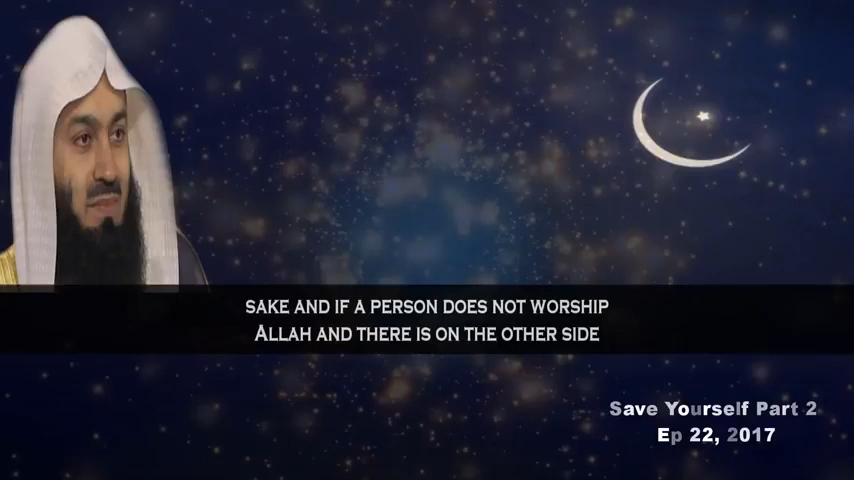 SAKE AND IF A PERSON DOES NOT WORSHIP
ALLAH AND THERE IS ON THE OTHER SIDE
Save Yourself Part 2
Ep 22, 2017